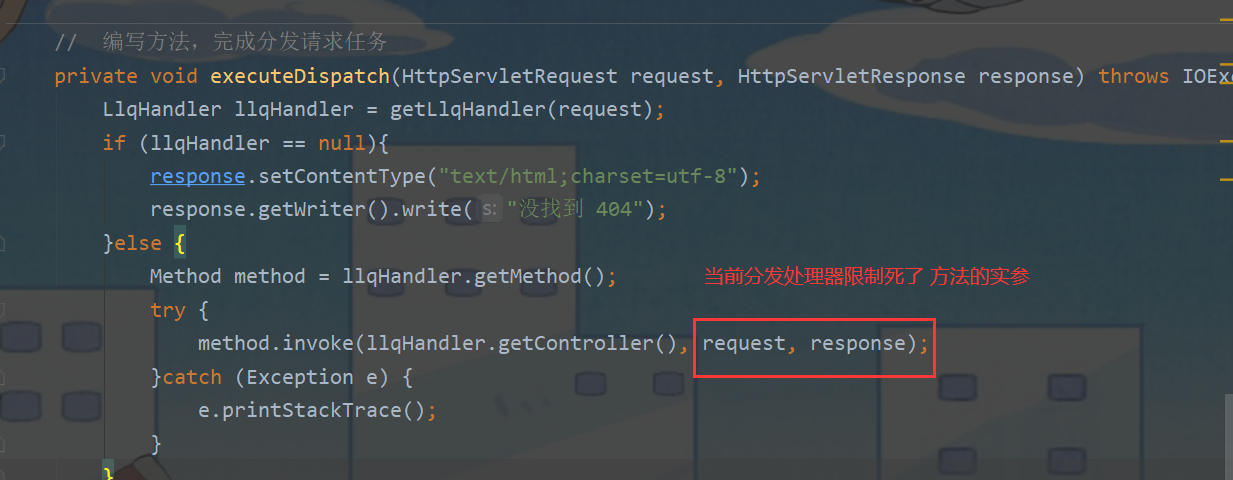 // 编写方法，完成分发请求任务
private void executeDispatch(HttpServletRequest request, HttpServletResponse response) throws IOExc
LlqHandler llqHandler = getLlqHandler(request);
if (llqHandler == null){
response.setContentType("text/html;charset=utf-8");
response.getWriter().write( s: "没找到 404");
}else {
Method method = llqHandler.getMethod();
当前分发处理器限制死了 方法的实参
try {
method.invoke(llqHandler.getController(), request, response);
}catch (Exception e) {
e.printStackTrace();
}
}